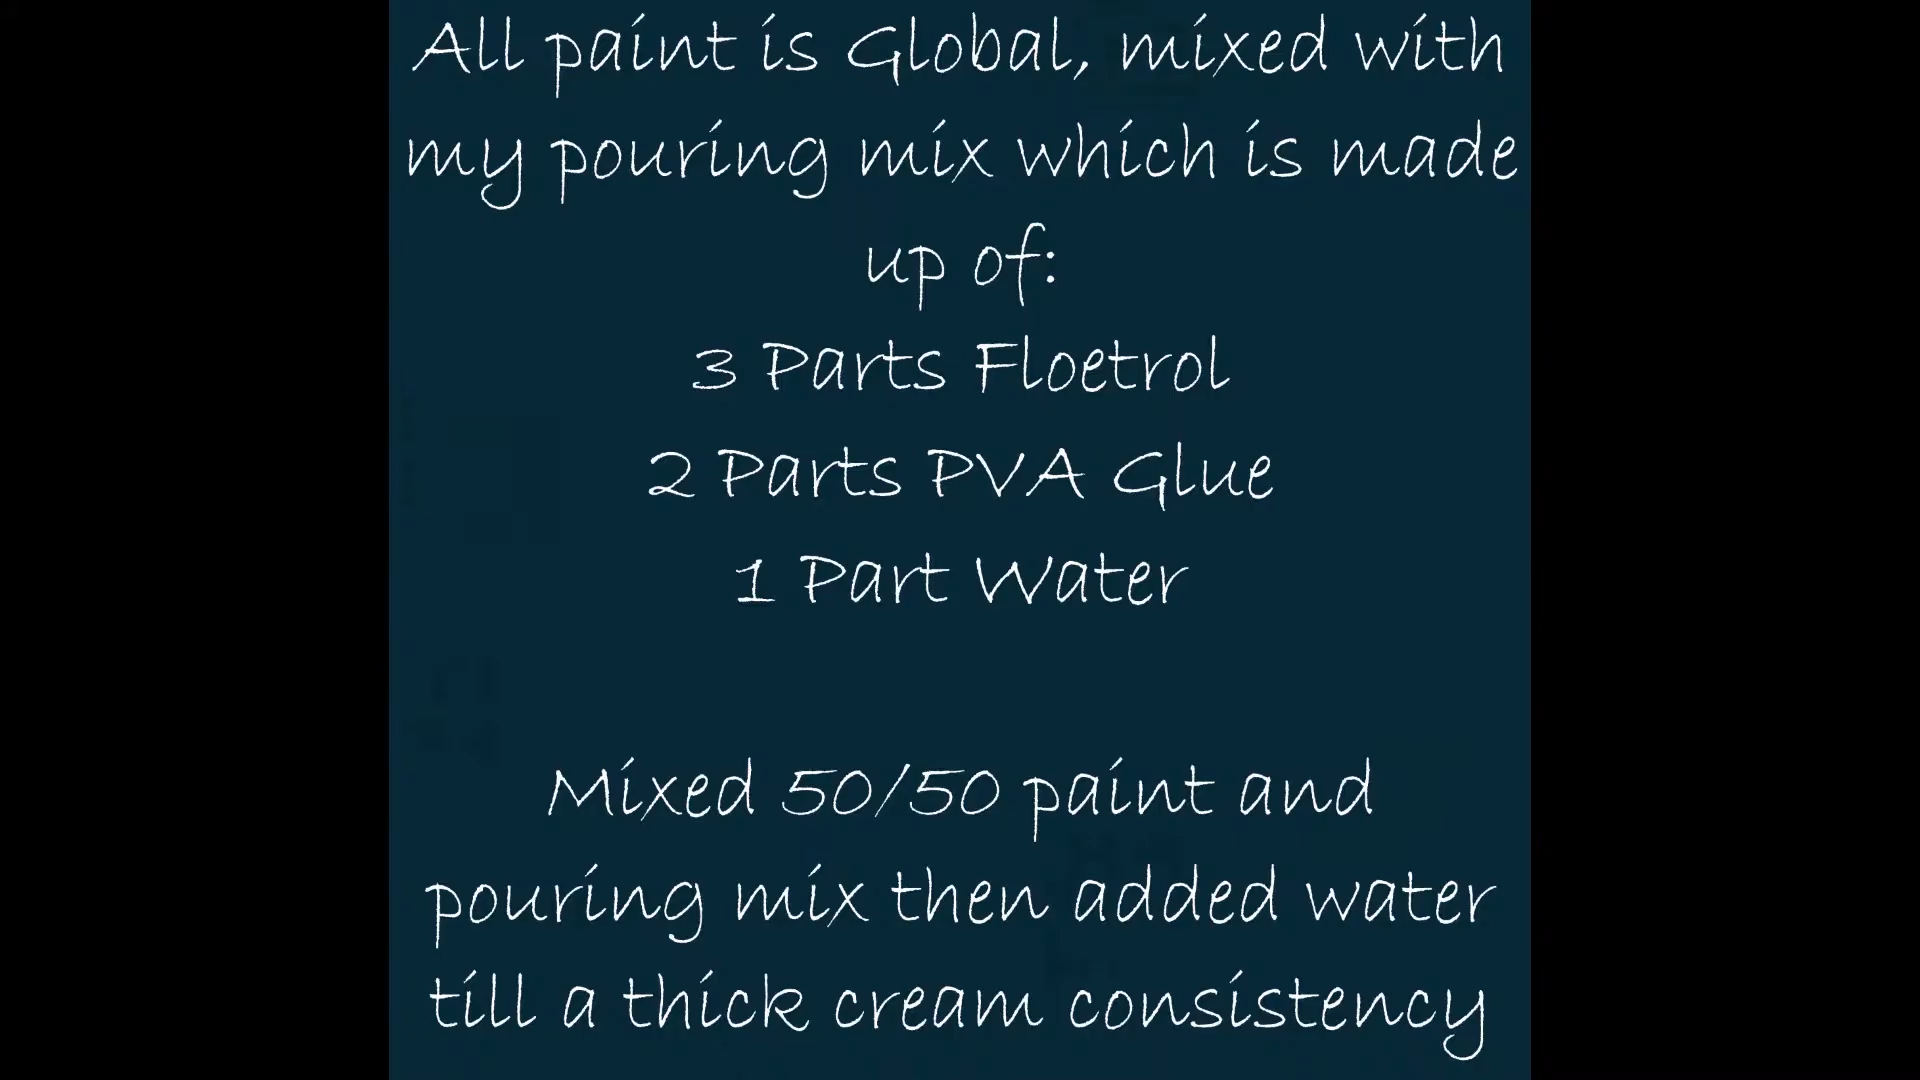 All paint is Global, mixed with
my pouring mix which is made
up of:
3 Parts Floetrol
2 Parts PVA Glue
1 Part Water
Mixed 50/50 paint and
pouring mix then added water
till a thick cream consistency